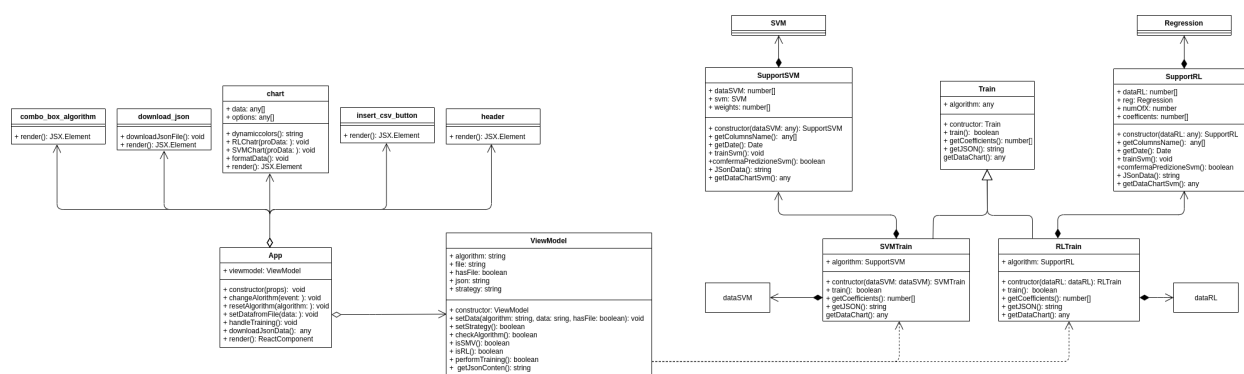 SVM
Regression
SupportSVM
+ dataSVM: number[]
+ svm: SVM
+ weights: number[]
+ constructor(dataSVM: any): SupportSVM
+ getColumnsName(): any[]
+ getDate(): Date
+ trainSvm(): void
+comfermaPredizioneSvm(): boolean
+ JSonData(): string
+ getDataChartSvm(): any
Train
+ algorithm: any
+ contructor: Train
+ train(): boolean
+ getCoefficients(): number[]
+ getJSON(): string
getDataChart(): any
SupportRL
+ dataRL: number[]
+ reg: Regression
+ numOfX: number
+ coefficents: number[]
+ constructor(dataRL: any): SupportRL
+ getColumnsName(): any[]
+ getDate(): Date
+ trainSvm(): void
+comfermaPredizioneSvm(): boolean
+ JSonData(): string
+ getDataChartSvm(): any
combo_box_algorithm
+ render(): JSX.Element
download_json
+ downloadJsonFile(): void
+ render(): JSX.Element
chart
+ data: any[]
+ options: any[]
+ dynamiccolors(): string
+ RLChatr(proData: ): void
+ SVMChart(proData: ): void
+ formatData(): void
+ render(): JSX.Element
insert_csv_button
+ render(): JSX.Element
header
+ render(): JSX.Element
App
+ viewmodel: ViewModel
+ constructor(props): void
+ changeAlorithm(event: ): void
+ resetAlgorithm(algorithm: ): void
+ setDatafromFile(data: ): void
+ handleTraining(): void
+ downloadJsonData(): any
+ render(): ReactComponent
ViewModel
+ algorithm: string
+ file: string
+ hasFile: boolean
+ json: string
+ strategy: string
+ constructor: ViewModel
+ setData(algorithm: string, data: sring, hasFile: boolean): void
+ setStrategy(): boolean
+ checkAlgorithm(): boolean
+ isSMV(): boolean
+ isRL(): boolean
+ performTraining(): boolean
+ getJsonConten(): string
SVMTrain
+ algorithm: SupportSVM
+ contructor(dataSVM: dataSVM): SVMTrain
+ train(): boolean
+ getCoefficients(): number[]
+ getJSON(): string
getDataChart(): any
RLTrain
+ algorithm: SupportRL
+ contructor(dataRL: dataRL): RLTrain
+ train(): boolean
+ getCoefficients(): number[]
+ getJSON(): string
getDataChart(): any
dataSVM
dataRL